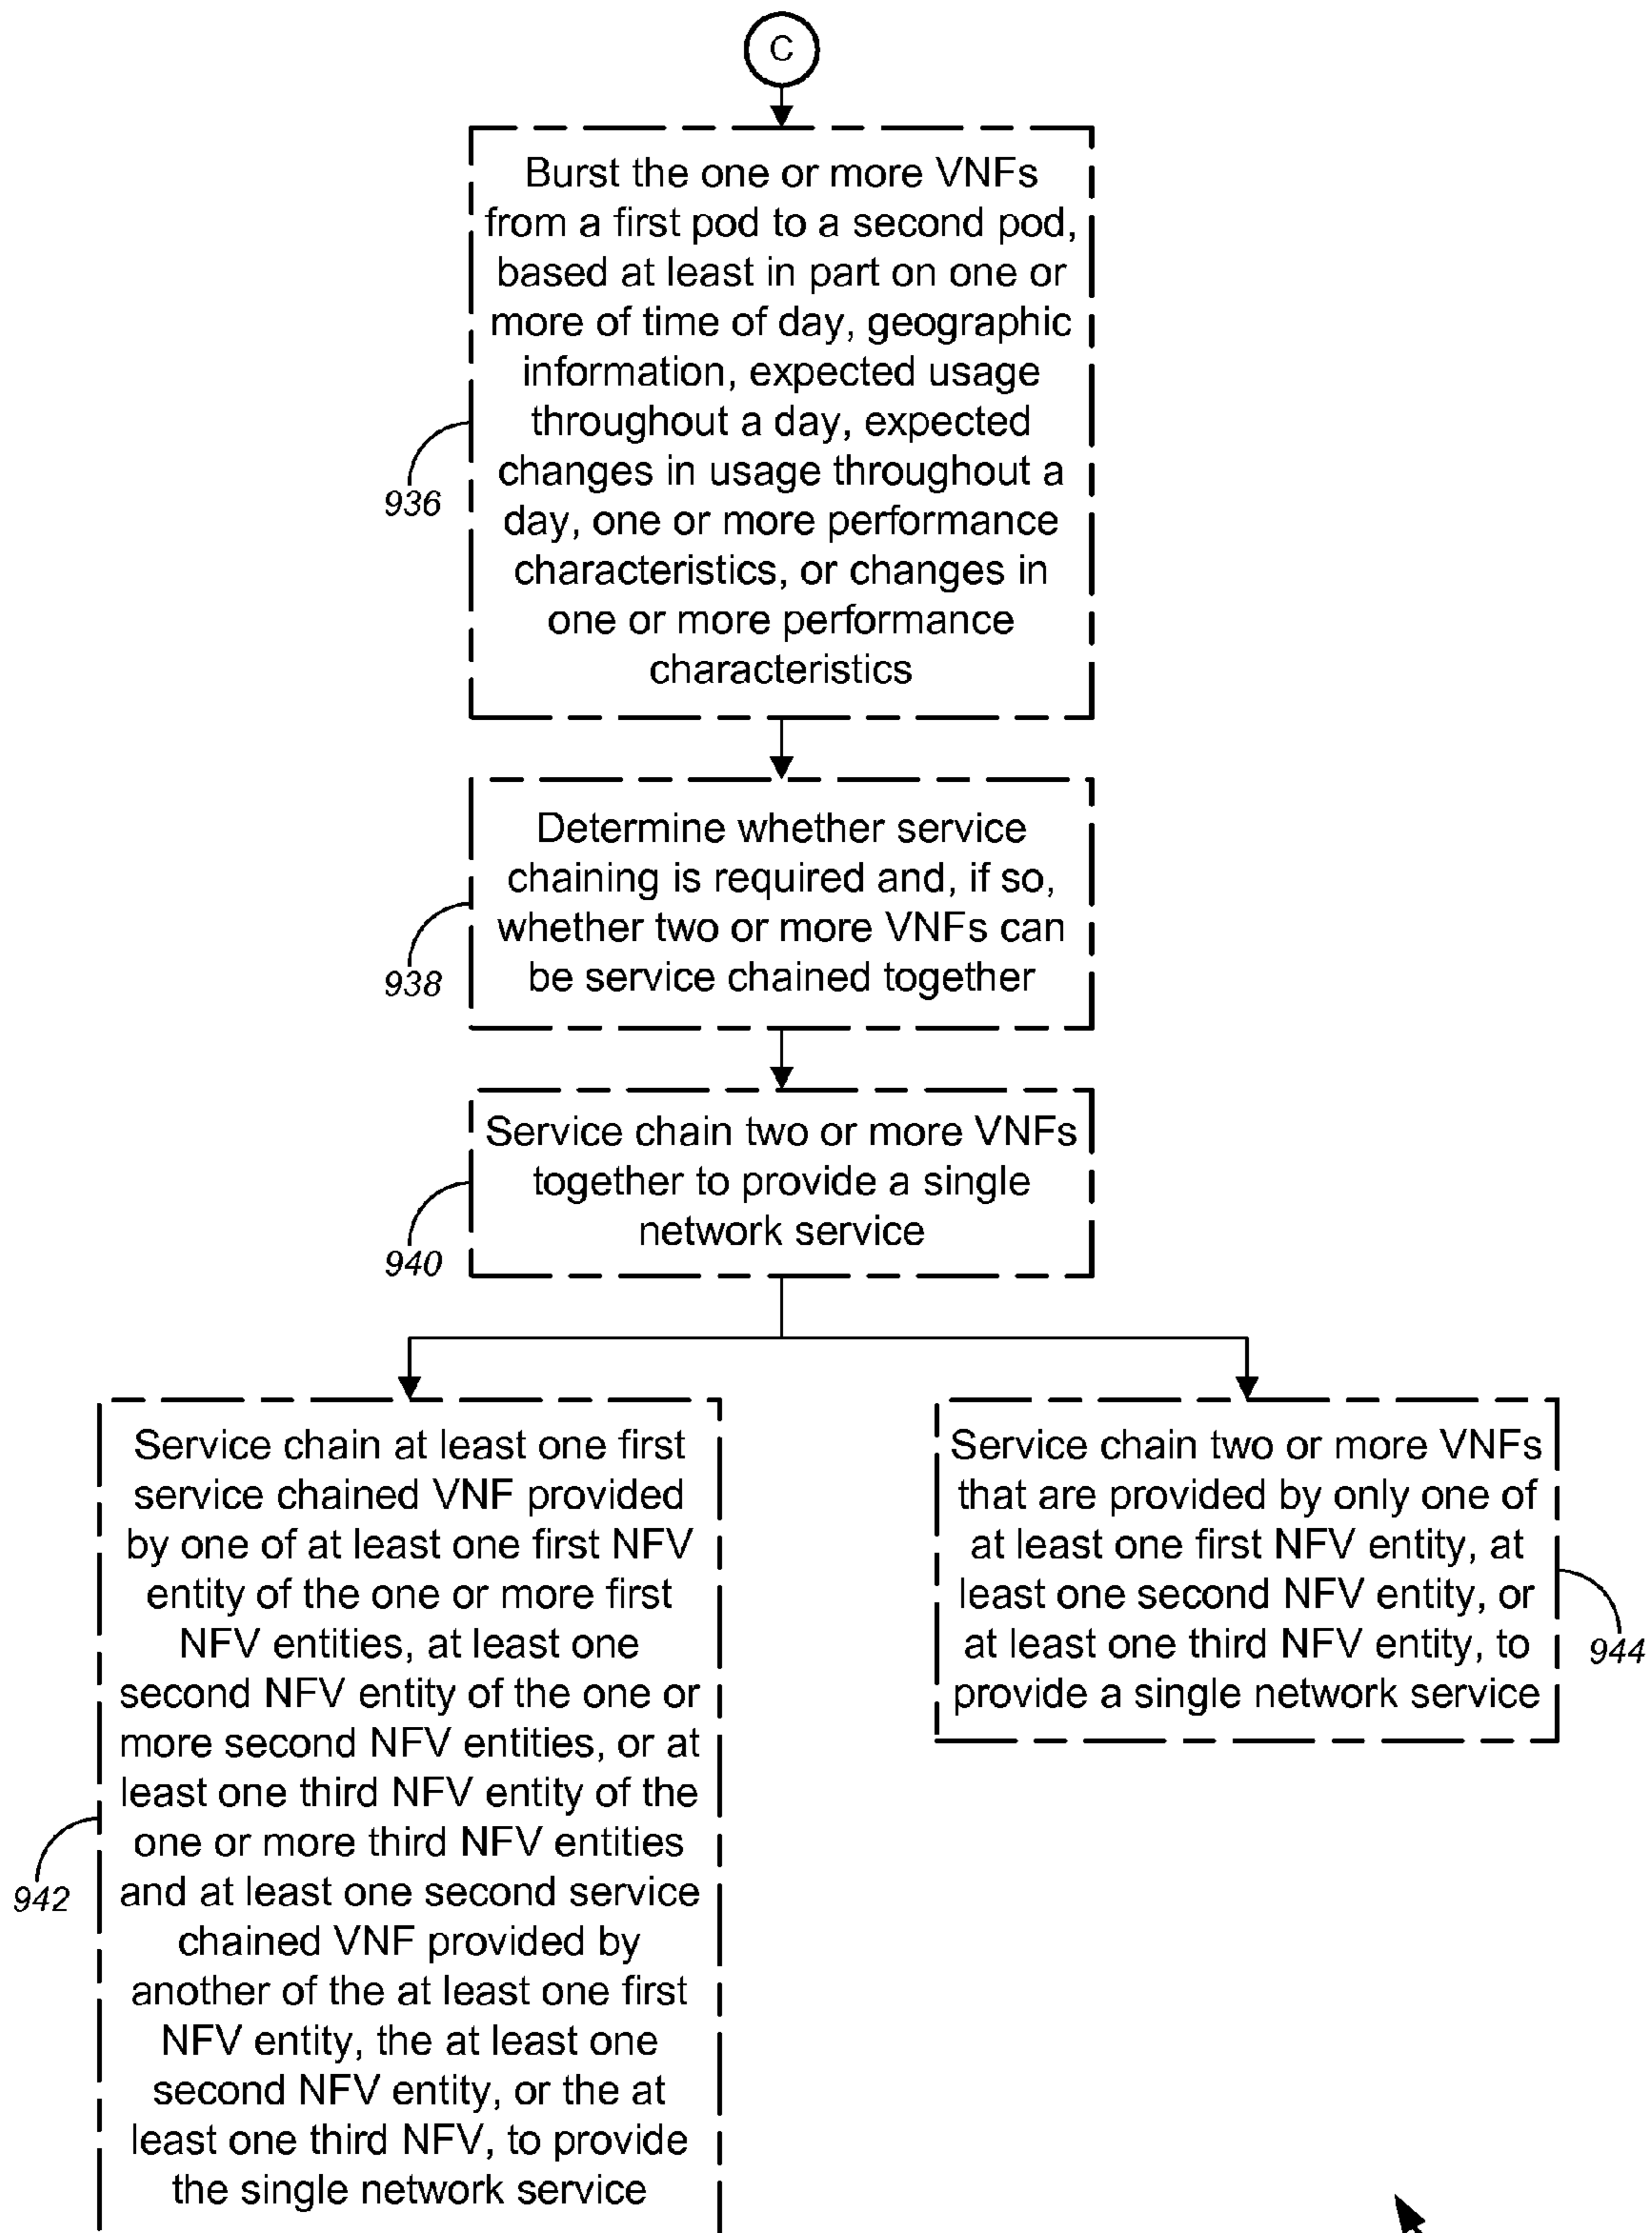 C
Burst the one or more VNFs
from a first pod to a second pod,
based at least in part on one or
more of time of day, geographic
information, expected usage
throughout a day, expected
changes in usage throughout a
day, one or more performance
characteristics, or changes in
one or more performance
characteristics
936
Determine whether service
chaining is required and, if so,
whether two or more VNFs can
be service chained together
938
Service chain two or more VNFs
together to provide a single
network service
940
Service chain at least one first
service chained VNF provided
by one of at least one first NFV
entity of the one or more first
NFV entities, at least one
second NFV entity of the one or
more second NFV entities, or at
least one third NFV entity of the
one or more third NFV entities
and at least one second service
chained VNF provided by
another of the at least one first
NFV entity, the at least one
second NFV entity, or the at
least one third NFV, to provide
the single network service
942
Service chain two or more VNFs
that are provided by only one of
at least one first NFV entity, at
least one second NFV entity, or
at least one third NFV entity, to
provide a single network service
944